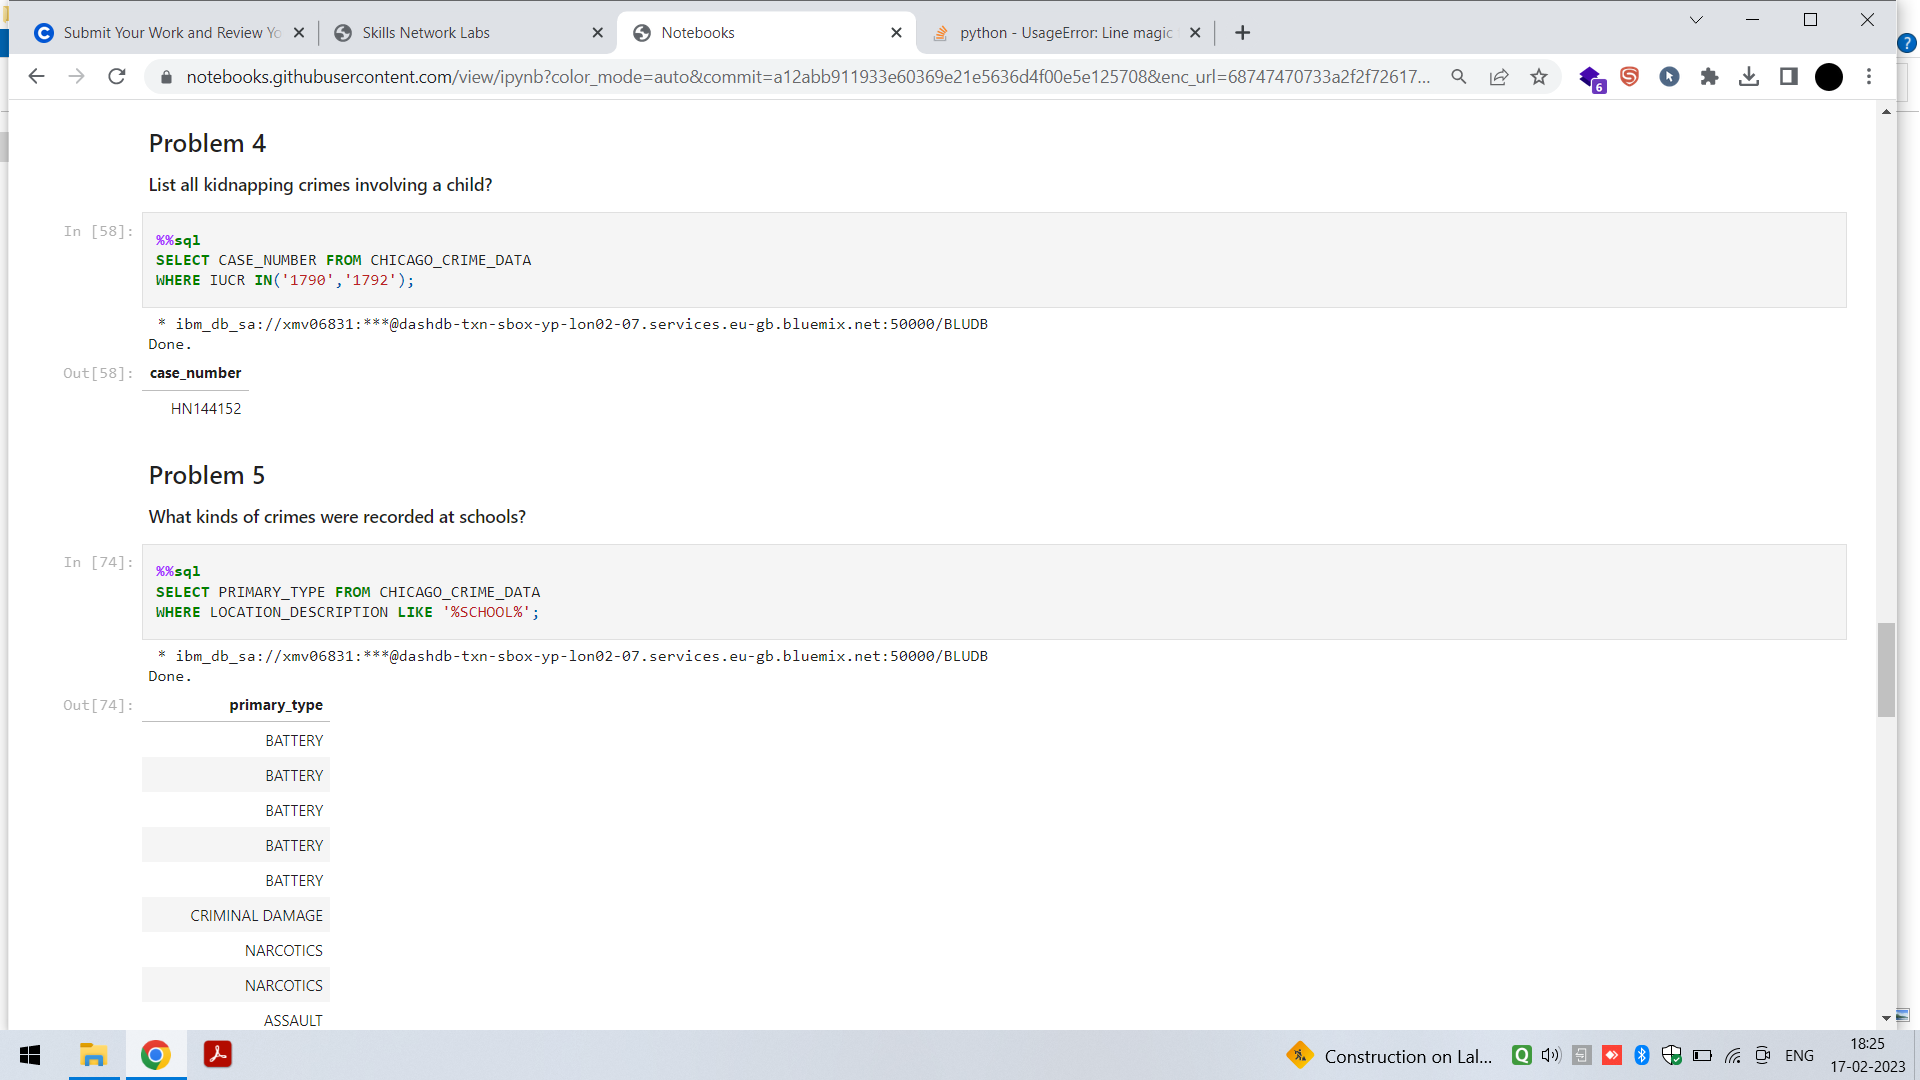 Submit Your Work and Review Yo
Skills Network Labs
Notebooks
python - UsageError: Line magic
notebooks.githubusercontent.com/view/ipynb?color_mode=auto&commit=a12abb911933e60369e21e5636d4f00e5e125708&enc_url=68747470733a2f2f72617...
6
Problem 4
List all kidnapping crimes involving a child?
In [58]:
%%sql
SELECT CASE_NUMBER FROM CHICAGO_CRIME_DATA
WHERE IUCR IN('1790','1792');
* ibm_db_sa://xmv06831:***@dashdb-txn-sbox-yp-lon02-07.services.eu-gb.bluemix.net:50000/BLUDB
Done.
Out[58]:
case_number
HN144152
Problem 5
What kinds of crimes were recorded at schools?
In [74]:
%%sql
SELECT PRIMARY_TYPE FROM CHICAGO_CRIME_DATA
WHERE LOCATION_DESCRIPTION LIKE '%SCHOOL%';
* ibm_db_sa://xmv06831:***@dashdb-txn-sbox-yp-lon02-07.services.eu-gb.bluemix.net:50000/BLUDB
Done.
Out[74]:
primary_type
BATTERY
BATTERY
BATTERY
BATTERY
BATTERY
CRIMINAL DAMAGE
NARCOTICS
NARCOTICS
ASSAULT
Construction on Lal...
ENG
18:25
17-02-2023